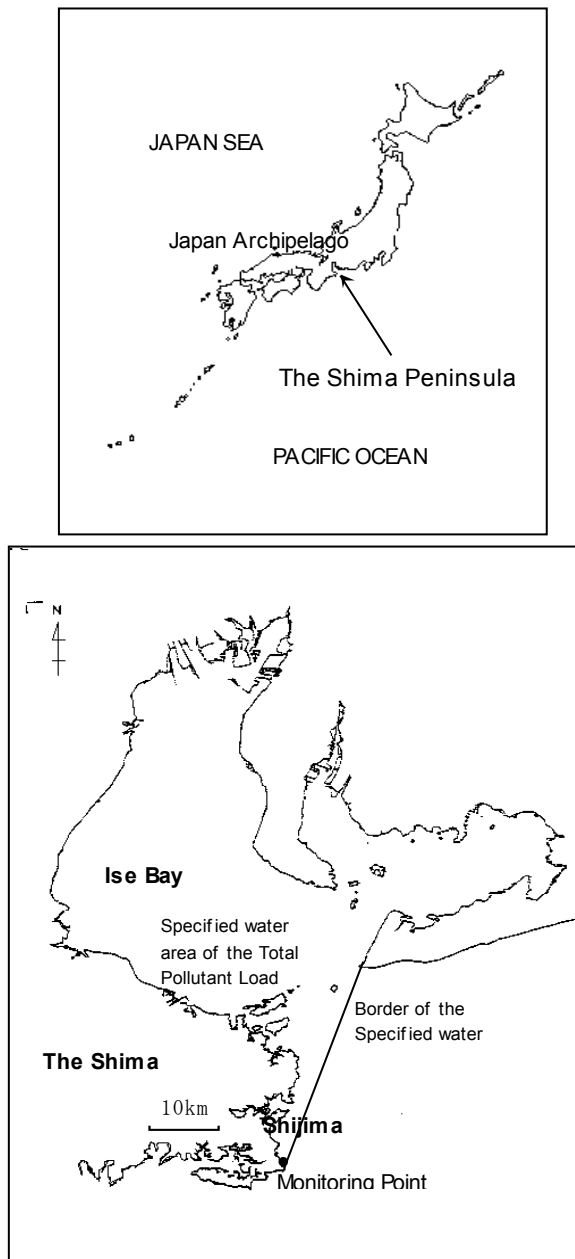 JAPAN SEA
Japan Archipelago
The Shima Peninsula
PACIFIC OCEAN
N
Ise Bay
Specified water
area of the Total
Pollutant Load
Border of the
Specified water
The Shima
10km
Shijima
Monitoring Point